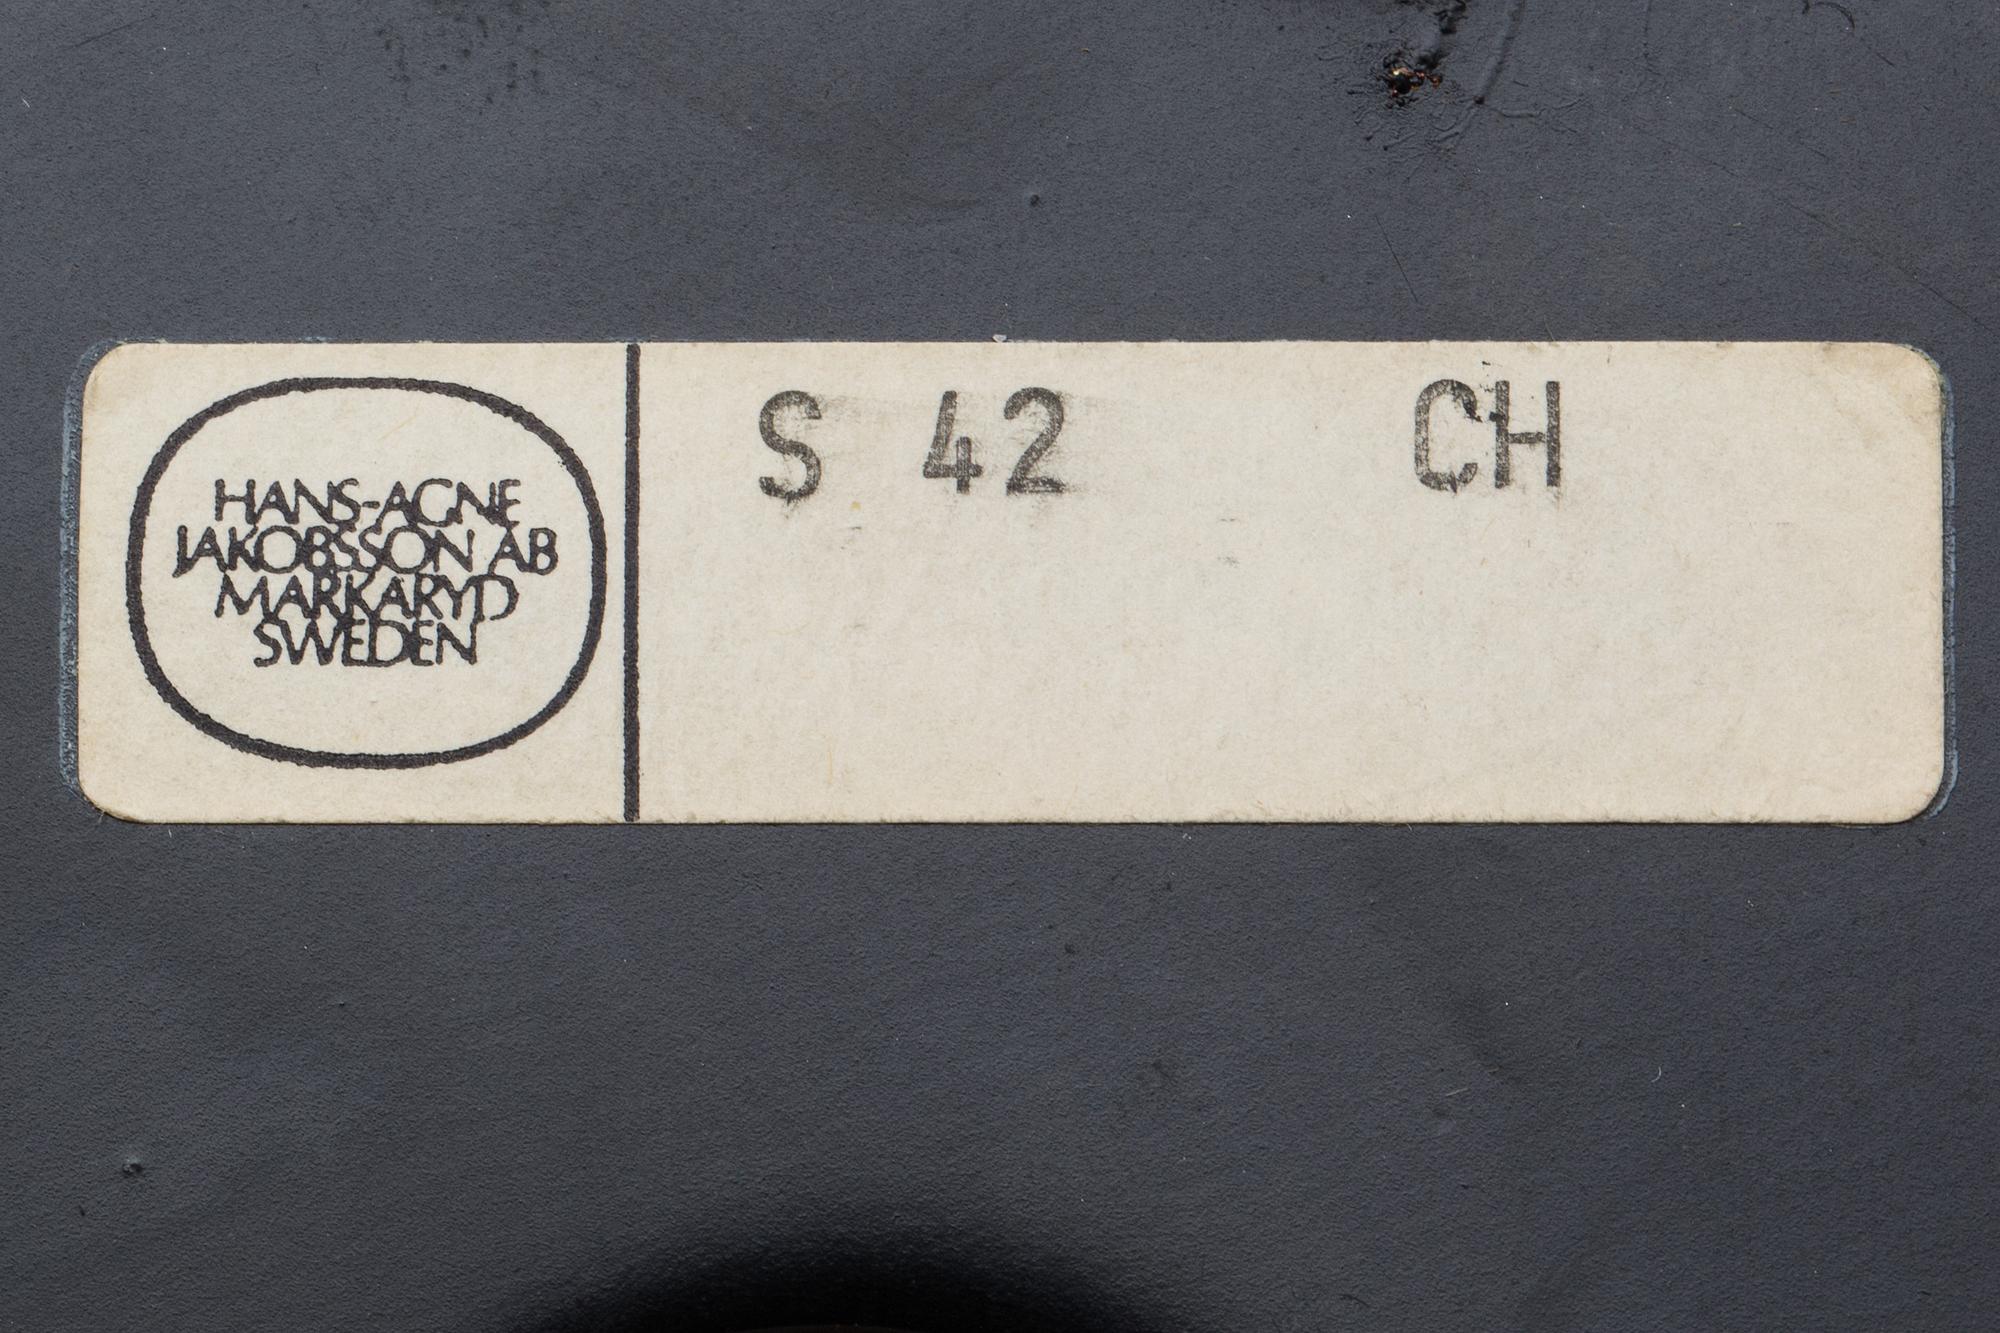 HANS-AGNE
JAKOBSSON AB
MARKARYD
SWEDEN
S 42 CH